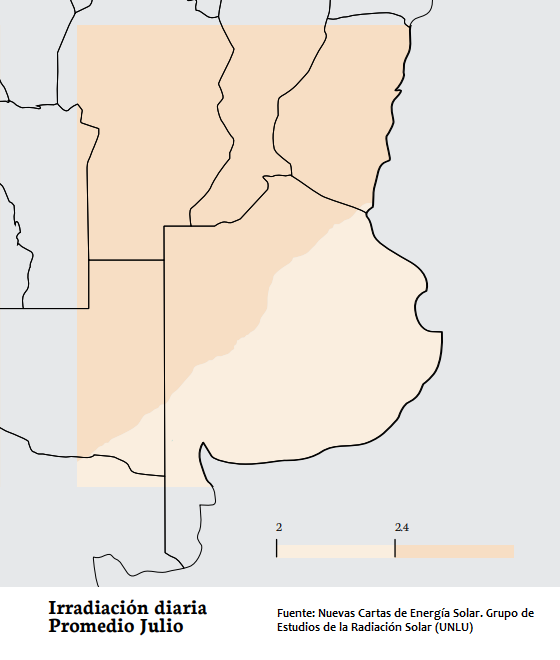 2
2.4
Irradiación diaria
Promedio Julio
Fuente: Nuevas Cartas de Energía Solar. Grupo de
Estudios de la Radiación Solar (UNLU)